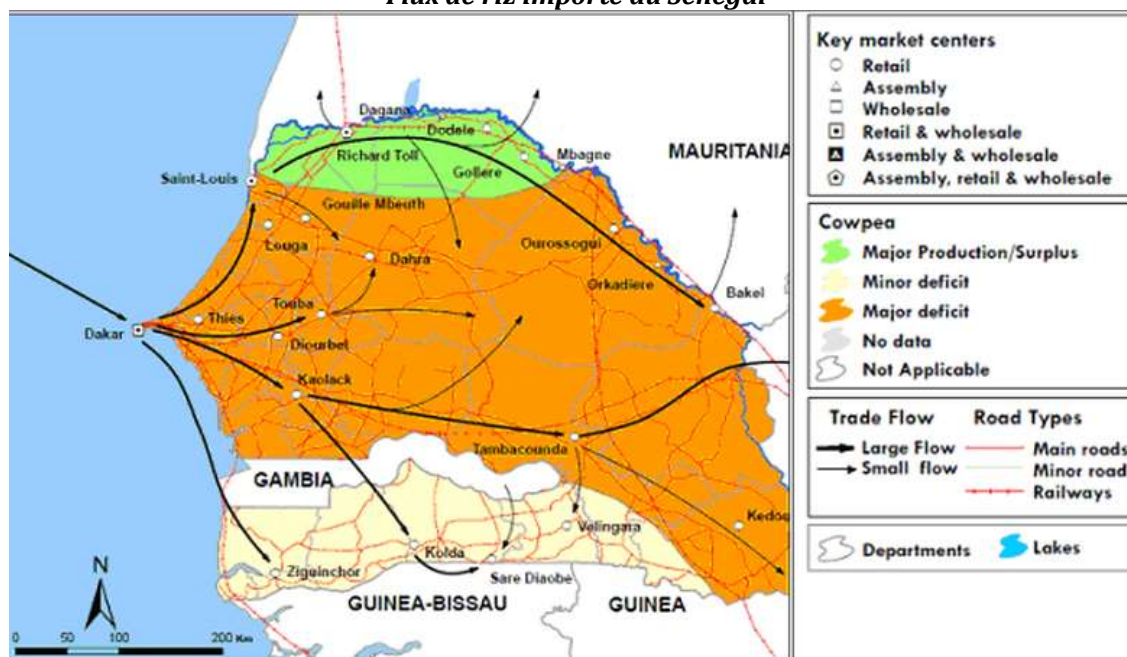 Flux de riz importé au Sénégal
Dagana
Dodele
Richard Toll
Mbagne
MAURITANIA
Gollere
Saint-Louis
Gouille Mbeuth
Louga
Dahra
Ourossogui
Orkadiere
Bakel
Touba
Thies
Dakar
Diourbel
Kaolack
Tambacounda
GAMBIA
Kedou
Velingara
Kolda
Ziguinchor
Sare Diaobe
GUINEA-BISSAU
GUINEA
N
0 50 100 200 Km
Key market centers
Retail
Assembly
Wholesale
Retail & wholesale
Assembly & wholesale
Assembly, retail & wholesale
Cowpea
Major Production/Surplus
Minor deficit
Major deficit
No data
Not Applicable
Trade Flow Road Types
Large Flow Main roads
Small flow Minor road
Railways
Departments Lakes